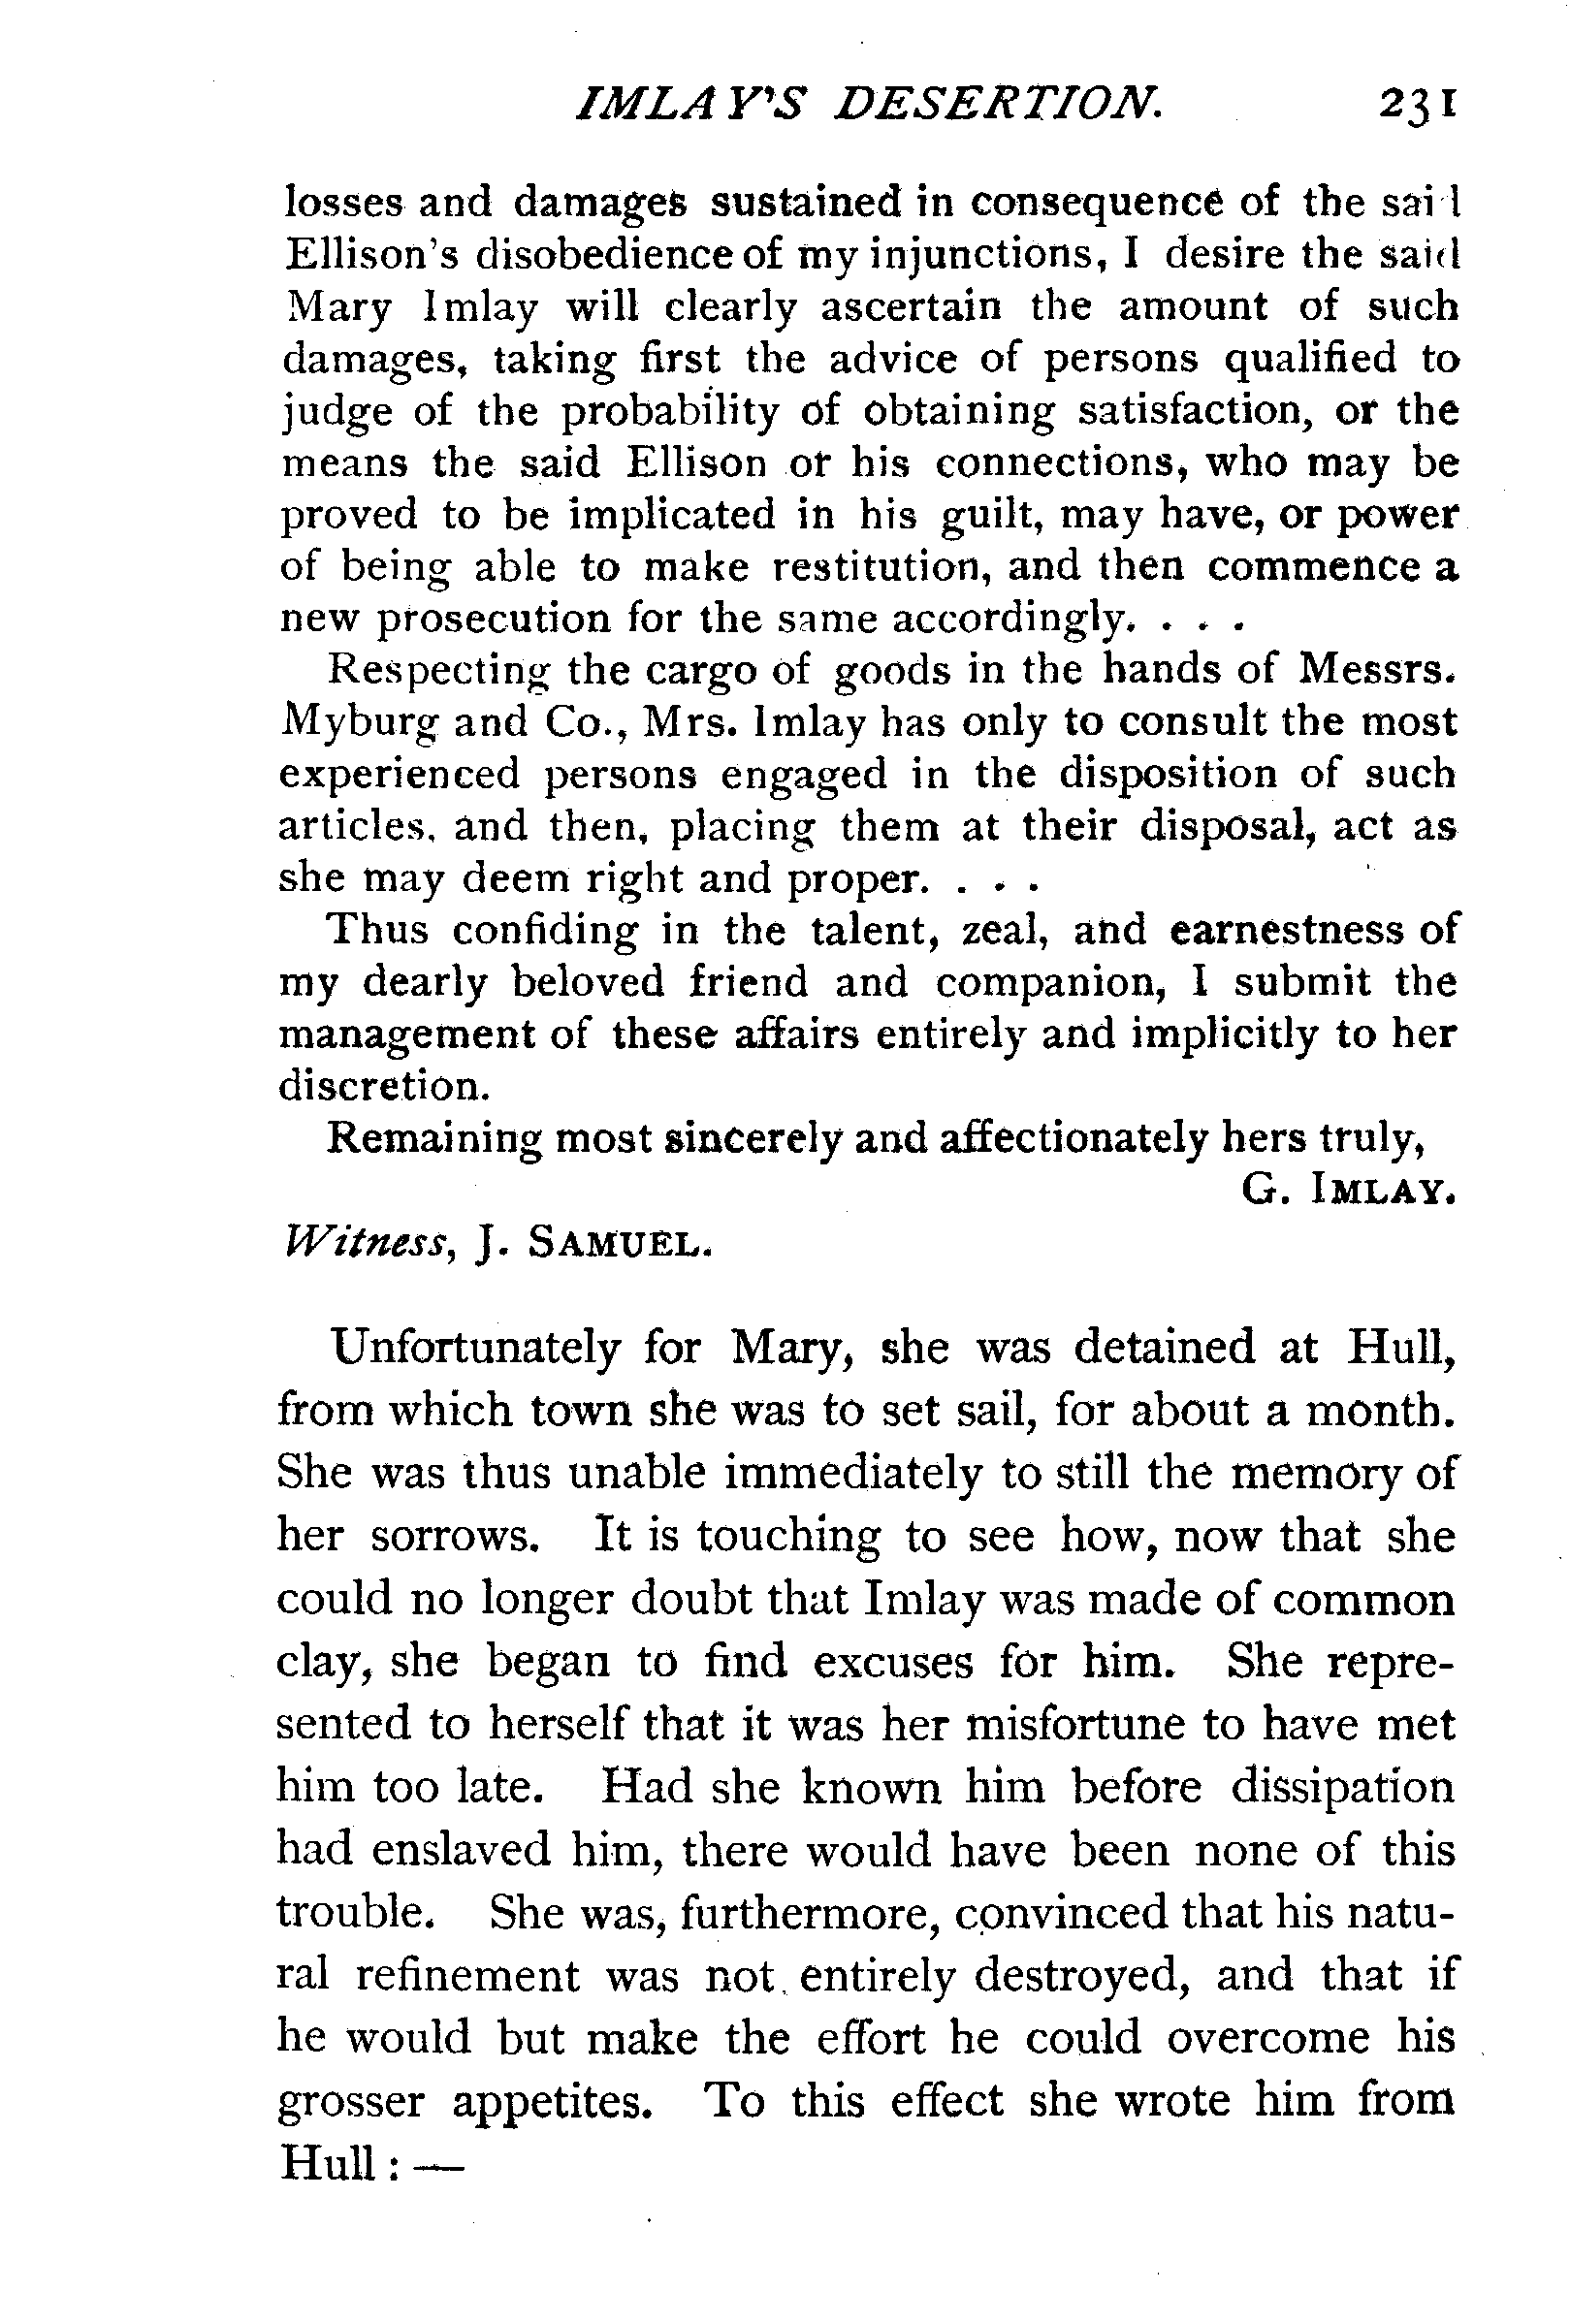 IMLAY'S DESERTION. 231
losses and damages sustained in consequence of the said
Ellison's disobedience of my injunctions, I desire the said
Mary Imlay will clearly ascertain the amount of such
damages, taking first the advice of persons qualified to
judge of the probability of obtaining satisfaction, or the
means the said Ellison or his connections, who may be
proved to be implicated in his guilt, may have, or power
of being able to make restitution, and then commence a
new prosecution for the same accordingly. . . .
Respecting the cargo of goods in the hands of Messrs.
Myburg and Co., Mrs. Imlay has only to consult the most
experienced persons engaged in the disposition of such
articles, and then, placing them at their disposal, act as
she may deem right and proper. . . .
Thus confiding in the talent, zeal, and earnestness of
my dearly beloved friend and companion, I submit the
management of these affairs entirely and implicitly to her
discretion.
Remaining most sincerely and affectionately hers truly,
G. IMLAY.
Witness, J. SAMUEL.
Unfortunately for Mary, she was detained at Hull,
from which town she was to set sail, for about a month.
She was thus unable immediately to still the memory of
her sorrows. It is touching to see how, now that she
could no longer doubt that Imlay was made of common
clay, she began to find excuses for him. She repre-
sented to herself that it was her misfortune to have met
him too late. Had she known him before dissipation
had enslaved him, there would have been none of this
trouble. She was, furthermore, convinced that his natu-
ral refinement was not entirely destroyed, and that if
he would but make the effort he could overcome his
grosser appetites. To this effect she wrote him from
Hull: —